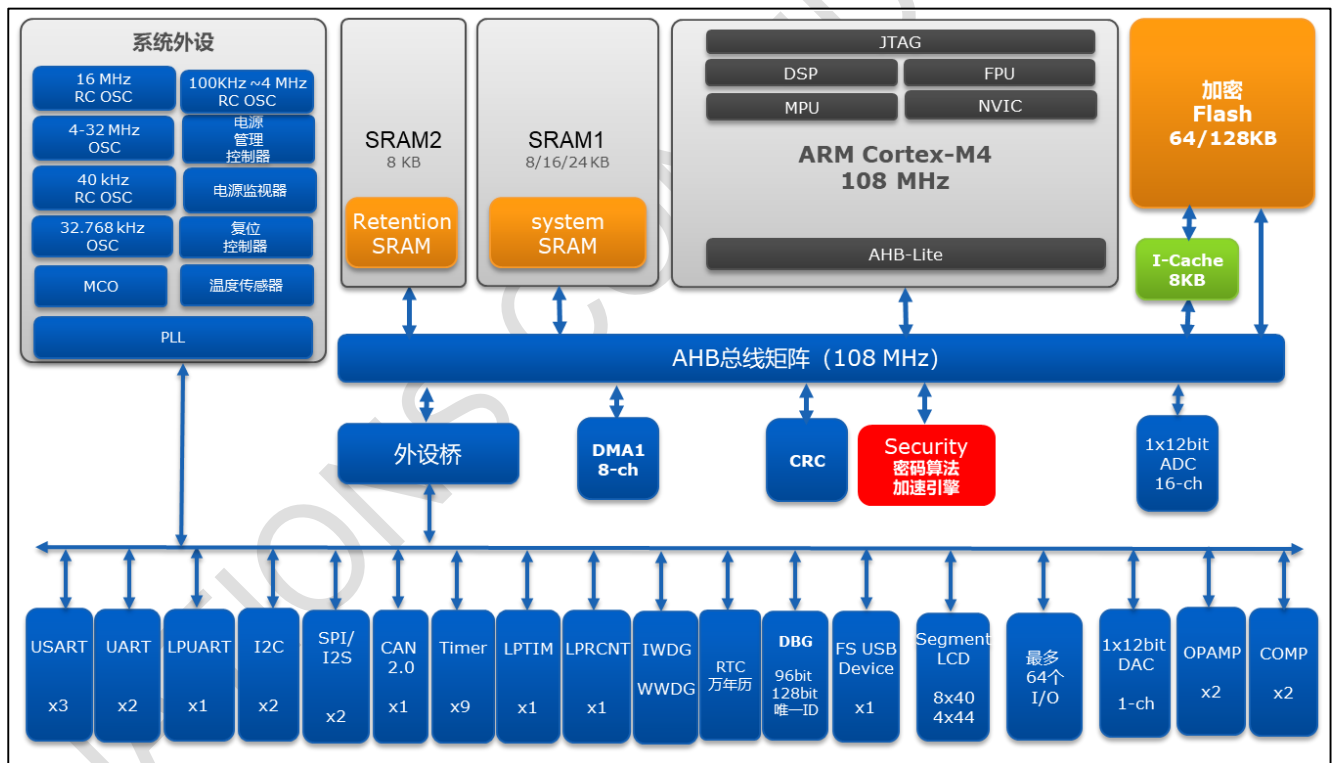 系统外设
16 MHz
RC OSC
100KHz ~4 MHz
RC OSC
4-32 MHz
OSC
电源
管理
控制器
40 kHz
RC OSC
电源监视器
32.768 kHz
OSC
复位
控制器
MCO
温度传感器
PLL
SRAM2
8 KB
Retention
SRAM
SRAM1
8/16/24 KB
system
SRAM
JTAG
DSP
FPU
MPU
NVIC
ARM Cortex-M4
108 MHz
AHB-Lite
加密
Flash
64/128KB
I-Cache
8KB
AHB总线矩阵（108 MHz）
外设桥
DMA1
8-ch
CRC
Security
密码算法
加速引擎
1x12bit
ADC
16-ch
USART
x3
UART
x2
LPUART
x1
I2C
x2
SPI/
I2S
x2
CAN
2.0
x1
Timer
x9
LPTIM
x1
LPRCNT
x1
IWDG
WWDG
RTC
万年历
DBG
96bit
128bit
唯一ID
FS USB
Device
x1
Segment
LCD
8x40
4x44
最多
64个
I/O
1x12bit
DAC
1-ch
OPAMP
x2
COMP
x2